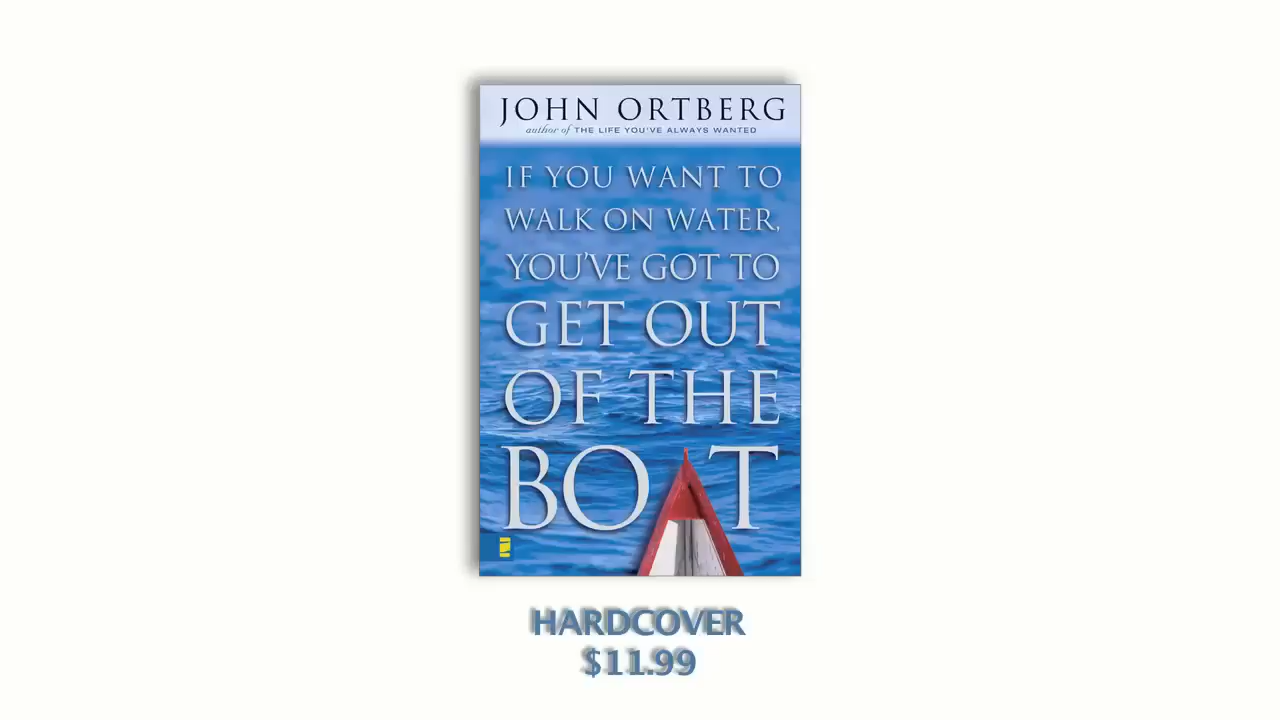 JOHN ORTBERG
author of THE LIFE YOU'VE ALWAYS WANTED
IF YOU WANT TO
WALK ON WATER,
YOU'VE GOT TO
GET OUT
OF THE
BOAT
HARDCOVER
$11.99